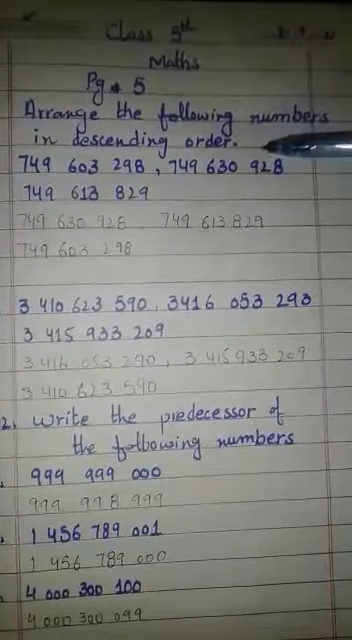 Class 5th
Maths
Pg. 5
Arrange the following numbers
in descending order.
749 603 298, 749 630 928
749 613 829
749 630 928, 749 613 829
749 603 298
3 410 623 590, 3416 053 290
3 415 933 209
3 416 053 290, 3 415 933 209
3 410 623 590
2. Write the predecessor of
the following numbers
999 999 000
999 998 999
1 456 789 001
1 456 789 000
4 000 300 100
4 000 300 099